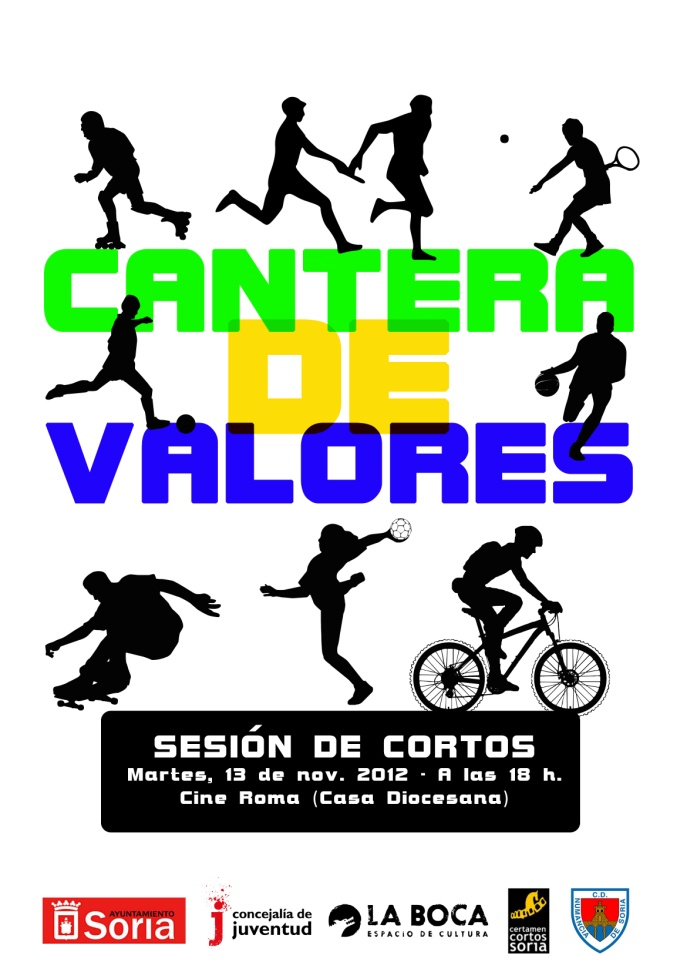 CANTERA
DE
VALORES
SESIÓN DE CORTOS
Martes, 13 de nov. 2012 · A las 18 h.
Cine Roma (Casa Diocesana)
AYUNTAMIENTO
Soria
concejalía de
juventud
LA BOCA
ESPACIO DE CULTURA
certamen
cortos
soria
C.D.
NUMANCIA
DE SORIA